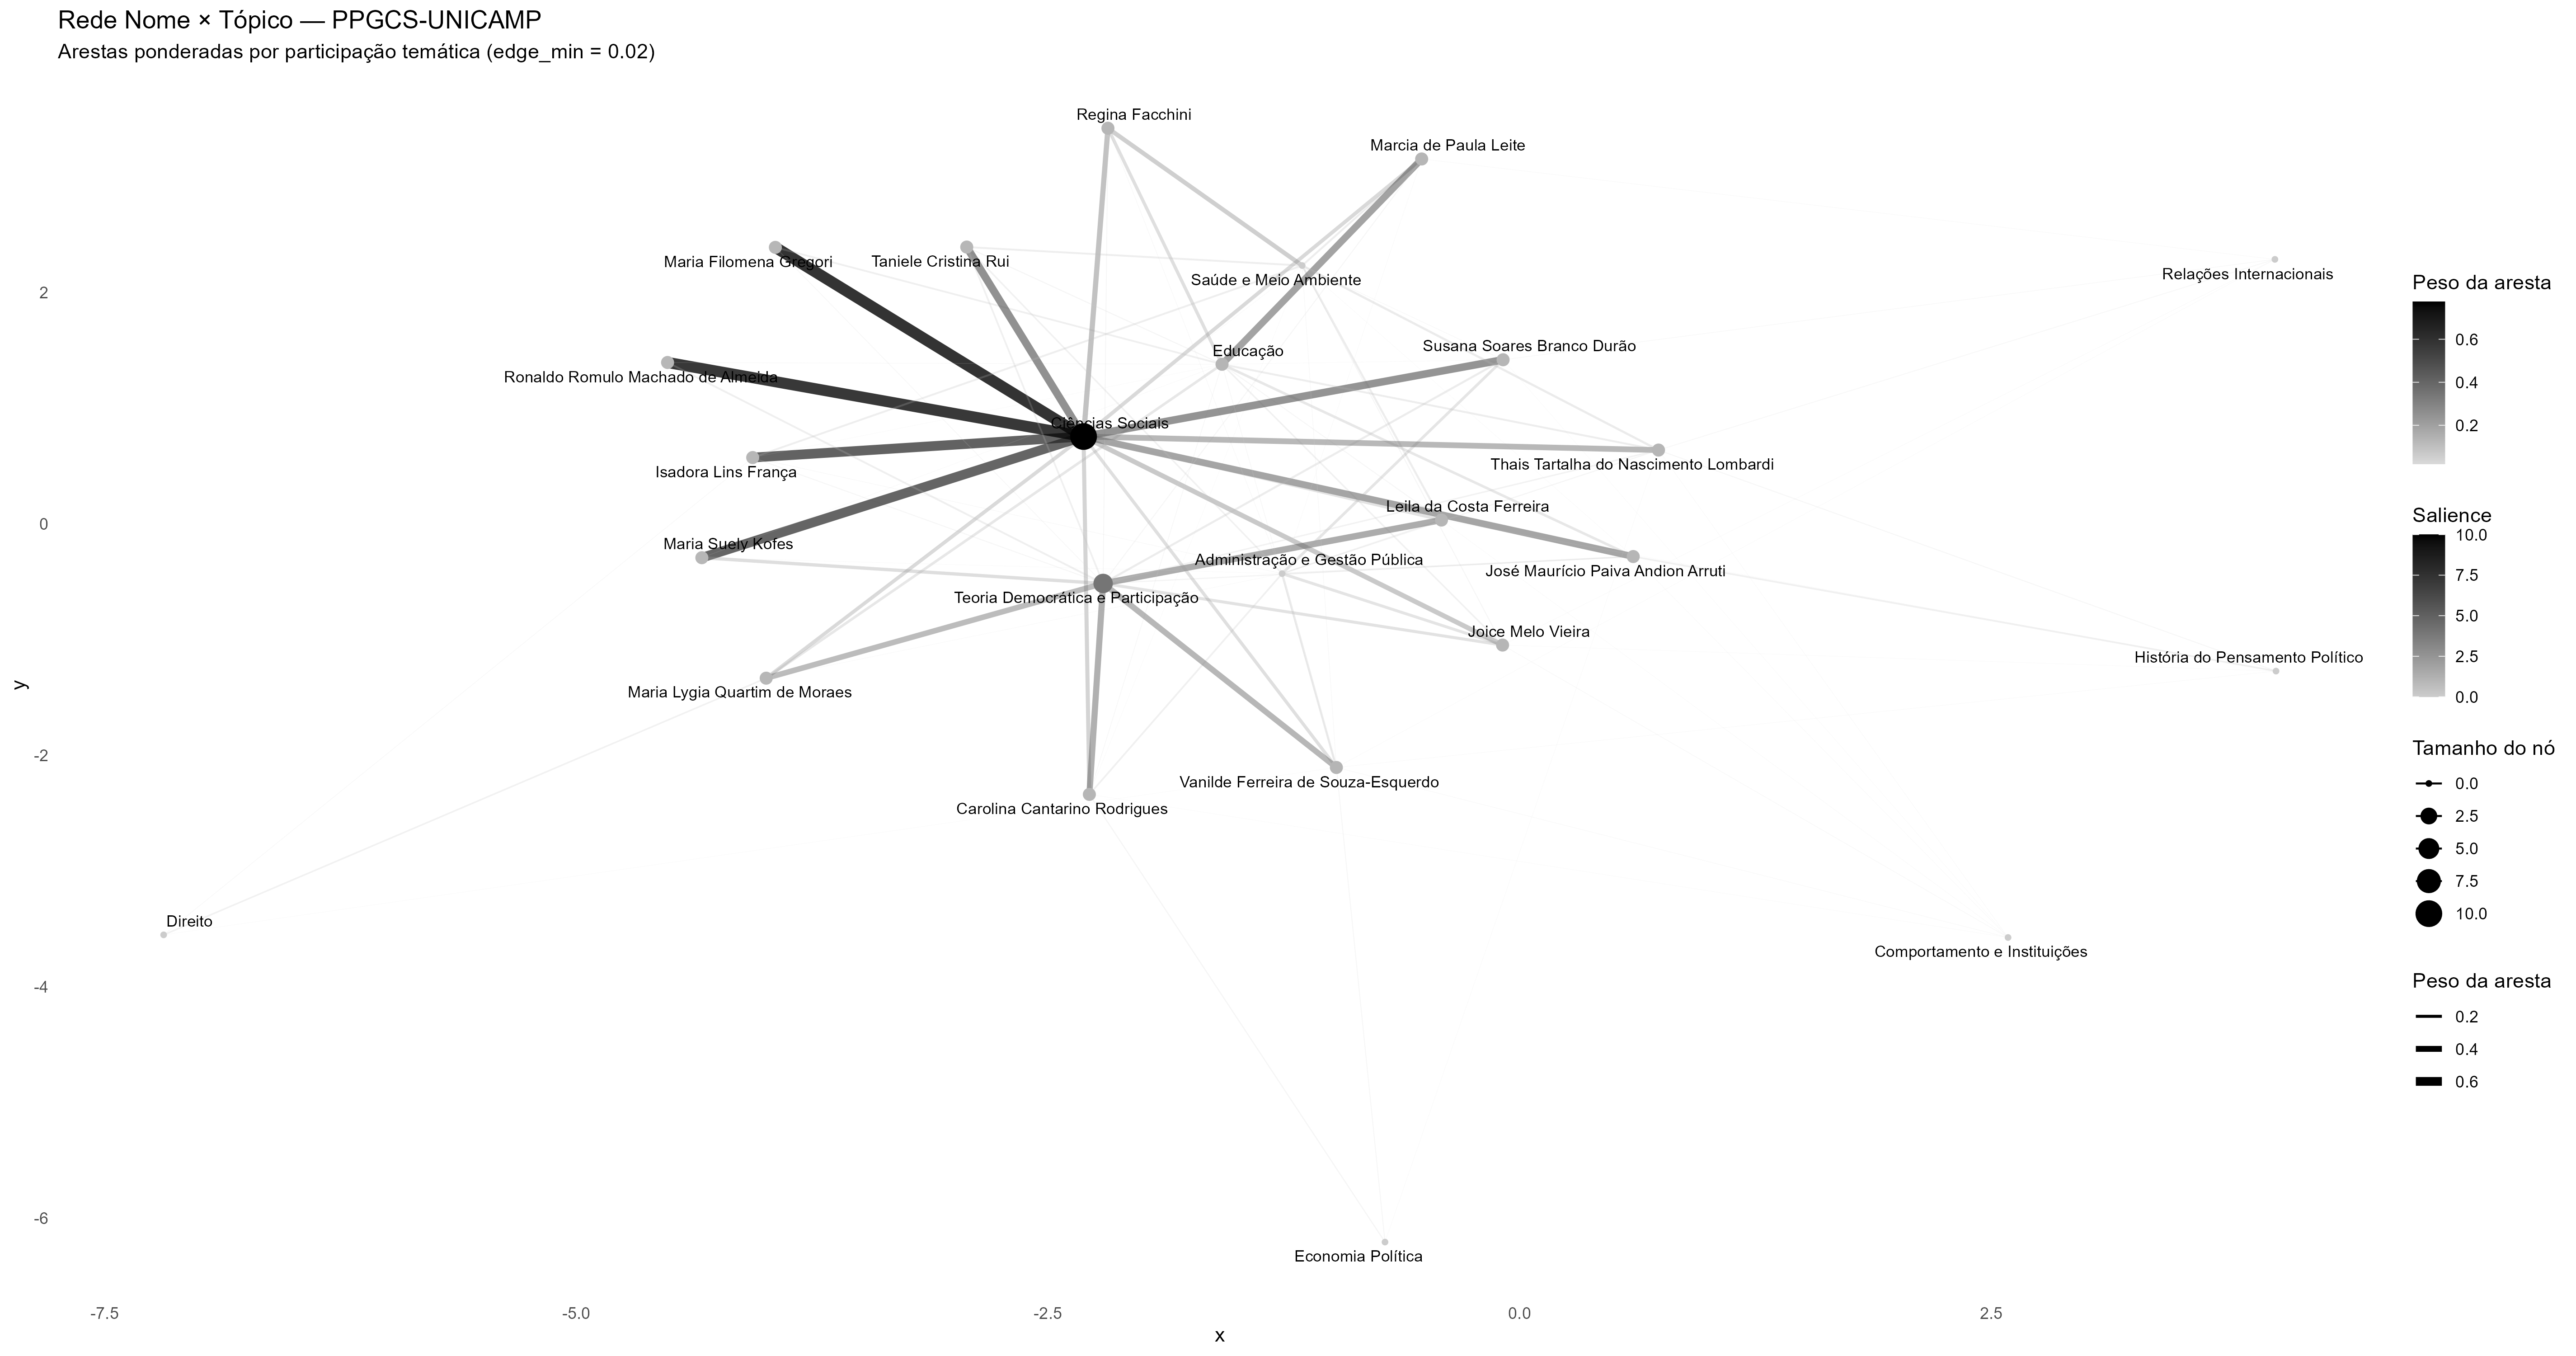 Rede Nome × Tópico — PPGCS-UNICAMP
Arestas ponderadas por participação temática (edge_min = 0.02)
Regina Facchini
Marcia de Paula Leite
Maria Filomena Gregori
Taniele Cristina Rui
Saúde e Meio Ambiente
Relações Internacionais
Educação
Susana Soares Branco Durão
Ronaldo Romulo Machado de Almeida
Ciências Sociais
Isadora Lins França
Thais Tartalha do Nascimento Lombardi
Leila da Costa Ferreira
Maria Suely Kofes
Administração e Gestão Pública
José Maurício Paiva Andion Arruti
Teoria Democrática e Participação
Joice Melo Vieira
História do Pensamento Político
Maria Lygia Quartim de Moraes
Vanilde Ferreira de Souza-Esquerdo
Carolina Cantarino Rodrigues
Direito
Comportamento e Instituições
Economia Política
2
0
-2
-4
-6
y
-7.5
-5.0
-2.5
0.0
2.5
x
Peso da aresta
0.6
0.4
0.2
Salience
10.0
7.5
5.0
2.5
0.0
Tamanho do nó
0.0
2.5
5.0
7.5
10.0
Peso da aresta
0.2
0.4
0.6